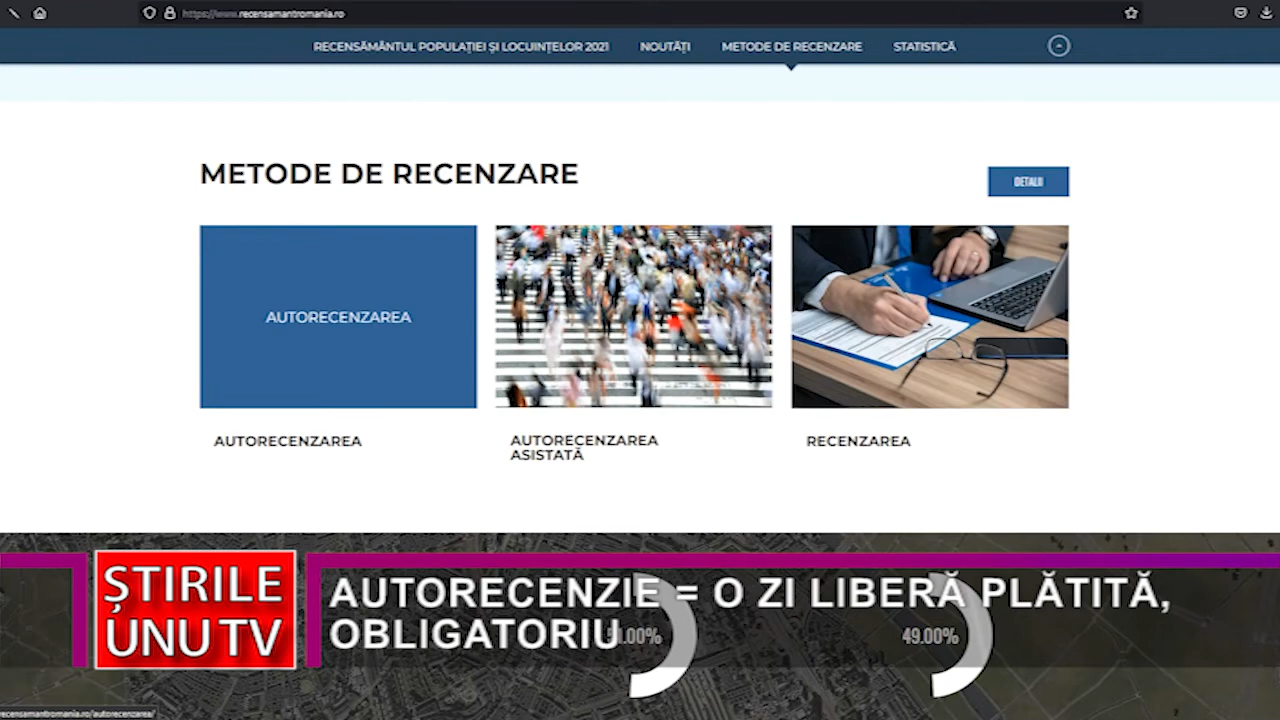 https://www.recensamantromania.ro
RECENSĂMÂNTUL POPULAȚIEI ȘI LOCUINȚELOR 2021
NOUTĂȚI
METODE DE RECENZARE
STATISTICĂ
METODE DE RECENZARE
DETALII
AUTORECENZAREA
AUTORECENZAREA
AUTORECENZAREA
ASISTATĂ
RECENZAREA
ȘTIRILE
UNU TV
AUTORECENZIE = O ZI LIBERĂ PLĂTITĂ,
OBLIGATORIU
49.00%
recensamantromania.ro/autorecenzarea/